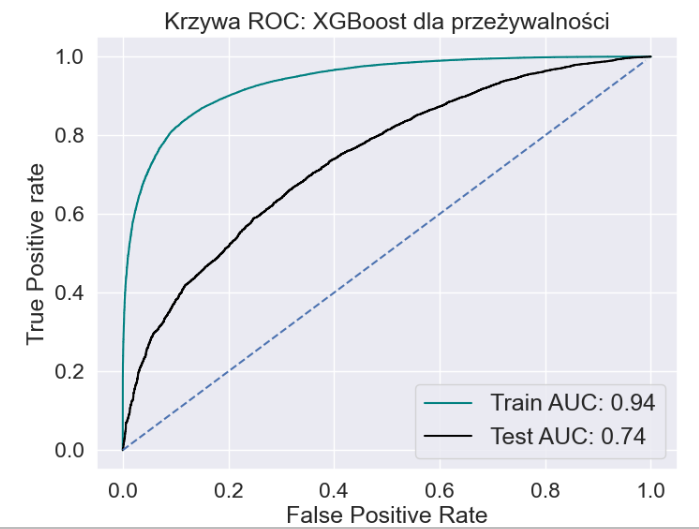 Krzywa ROC: XGBoost dla przeżywalności
True Positive rate
1.0
0.8
0.6
0.4
0.2
0.0
Train AUC: 0.94
Test AUC: 0.74
0.0 0.2 0.4 0.6 0.8 1.0
False Positive Rate